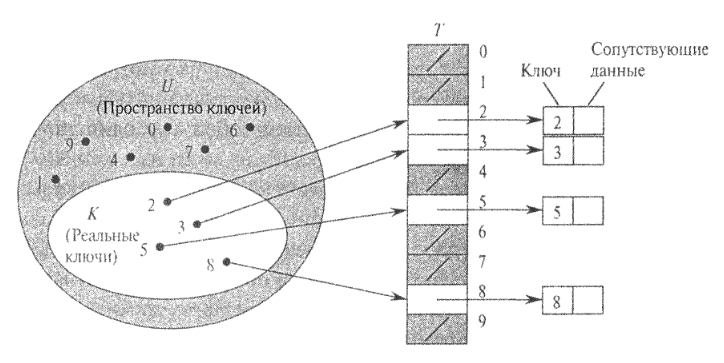 T
U
(Пространство ключей)
0
6
9
4
7
1
K
(Реальные
ключи)
2
3
5
8
0
1
2
3
4
5
6
7
8
9
Ключ
Сопутствующие
данные
2
3
5
8